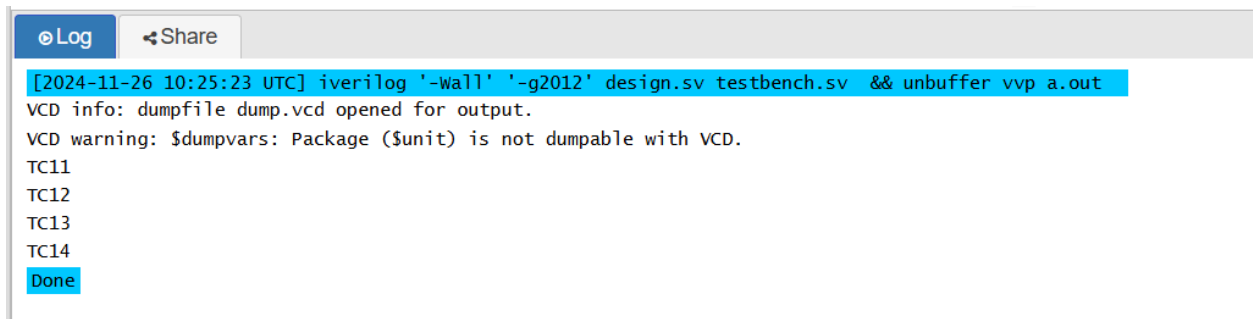 Log Share
[2024-11-26 10:25:23 UTC] iverilog '-Wall' '-g2012' design.sv testbench.sv && unbuffer vvp a.out
VCD info: dumpfile dump.vcd opened for output.
VCD warning: $dumpvars: Package ($unit) is not dumpable with VCD.
TC11
TC12
TC13
TC14
Done